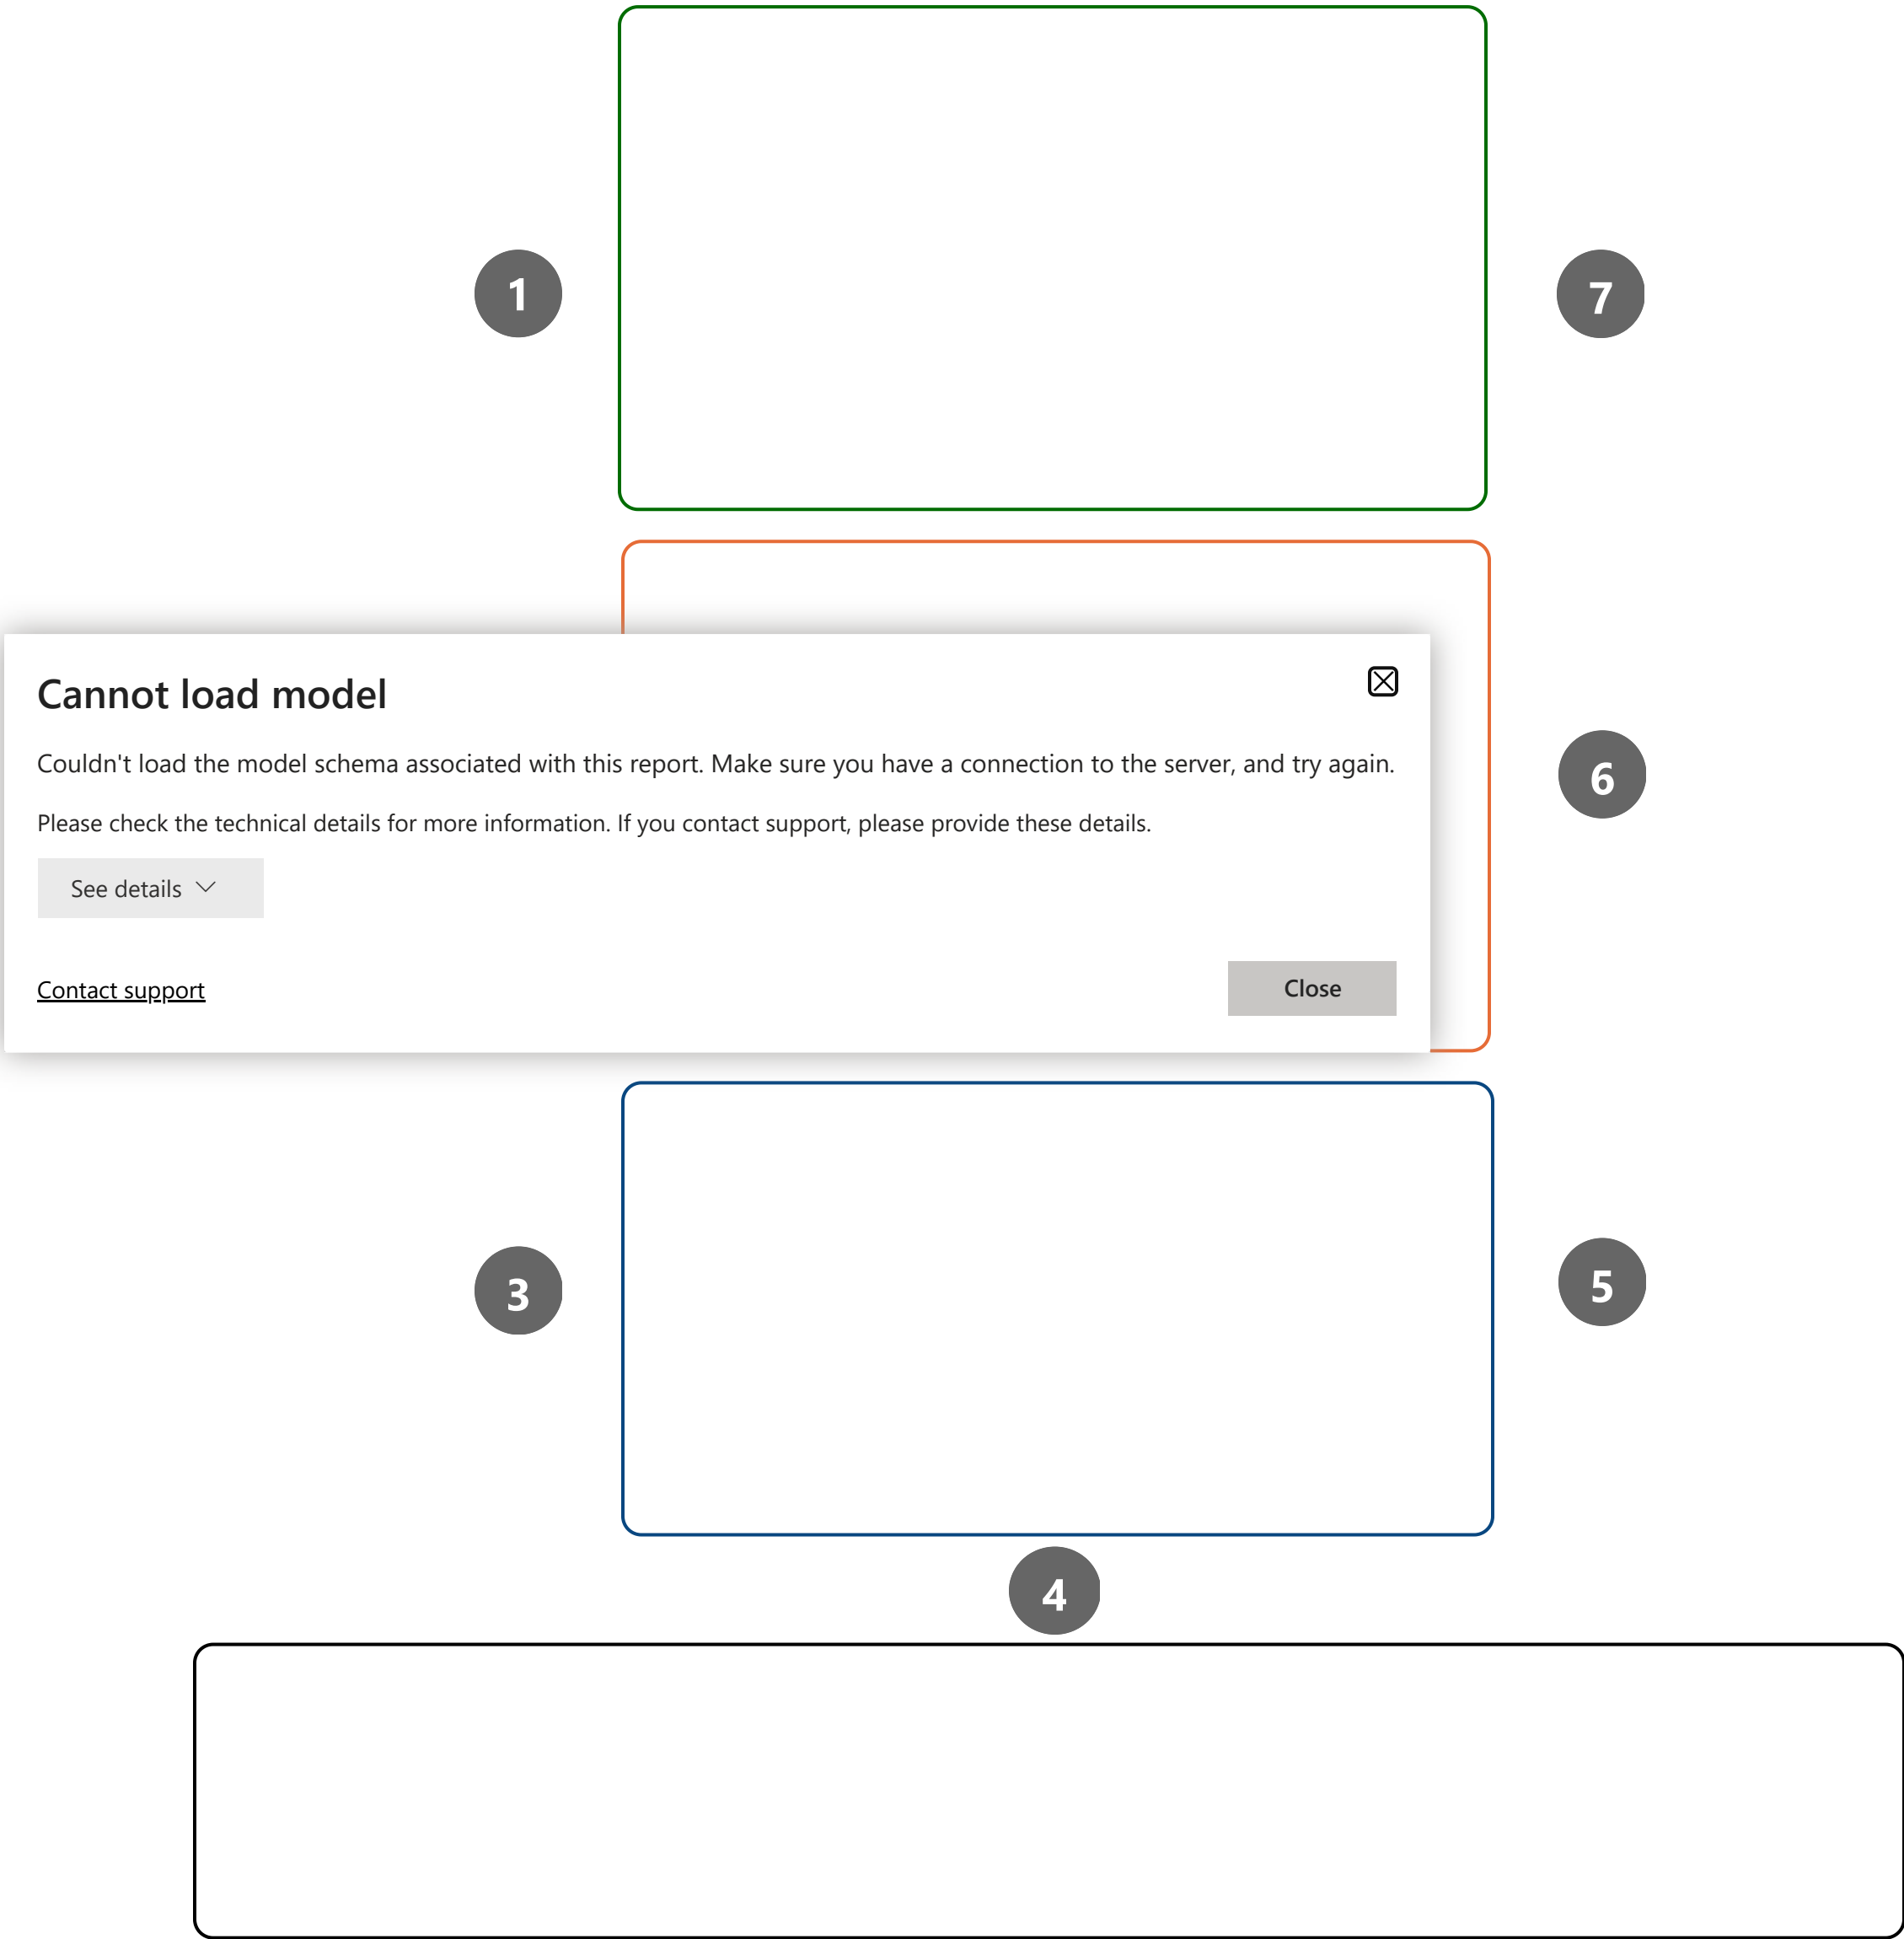 1
7
Cannot load model
Couldn't load the model schema associated with this report. Make sure you have a connection to the server, and try again.
Please check the technical details for more information. If you contact support, please provide these details.
See details
Contact support
Close
6
3
5
4